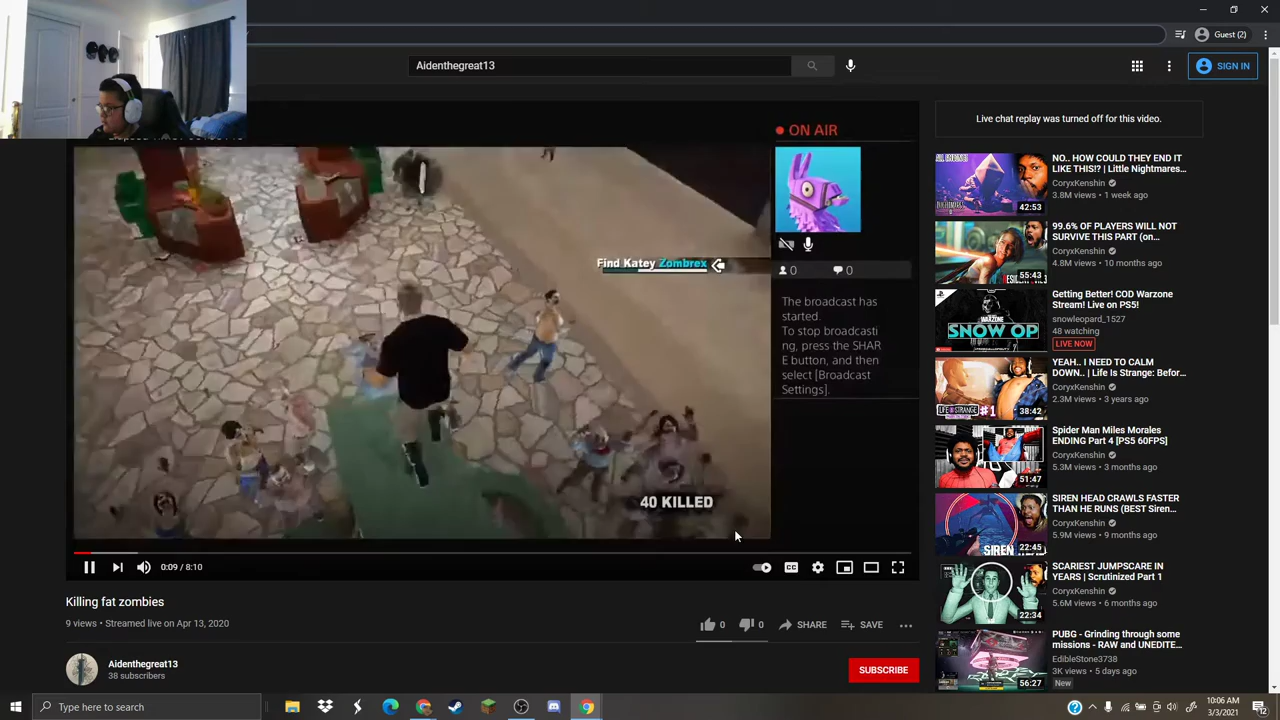 Guest (2)
Aidenthegreat13
SIGN IN
ON AIR
Find Katey Zombrex
0
0
The broadcast has
started.
To stop broadcasti
ng, press the SHAR
E button, and then
select [Broadcast
Settings].
40 KILLED
0:09 / 8:10
CC
Killing fat zombies
9 views • Streamed live on Apr 13, 2020
0
0
SHARE
SAVE
Aidenthegreat13
38 subscribers
SUBSCRIBE
Live chat replay was turned off for this video.
42:53
NO.. HOW COULD THEY END IT
LIKE THIS!? | Little Nightmares...
CoryxKenshin
3.8M views • 1 week ago
55:43
99.6% OF PLAYERS WILL NOT
SURVIVE THIS PART (on...
CoryxKenshin
4.8M views • 10 months ago
WARZONE
SNOW OP
Getting Better! COD Warzone
Stream! Live on PS5!
snowleopard_1527
48 watching
LIVE NOW
LIFE IS STRANGE #1
38:42
YEAH.. I NEED TO CALM
DOWN.. | Life Is Strange: Befor...
CoryxKenshin
2.3M views • 3 years ago
51:47
Spider Man Miles Morales
ENDING Part 4 [PS5 60FPS]
CoryxKenshin
5.3M views • 3 months ago
SIREN
22:45
SIREN HEAD CRAWLS FASTER
THAN HE RUNS (BEST Siren...
CoryxKenshin
5.9M views • 9 months ago
22:34
SCARIEST JUMPSCARE IN
YEARS | Scrutinized Part 1
CoryxKenshin
5.6M views • 6 months ago
56:27
PUBG - Grinding through some
missions - RAW and UNEDITE...
EdibleStone3738
3K views • 5 days ago
New
Type here to search
10:06 AM
3/3/2021
12